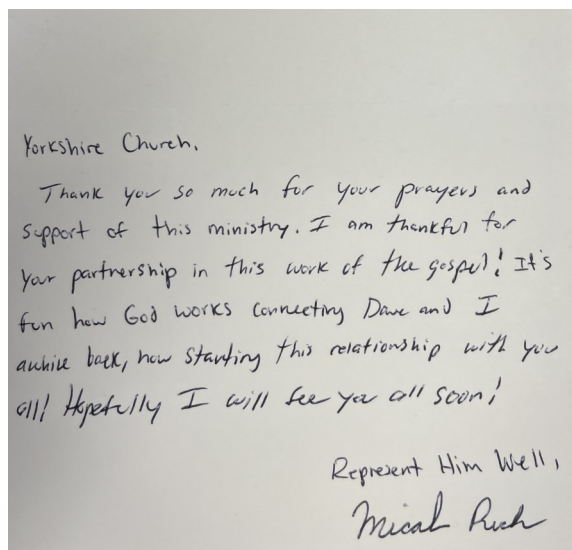 Yorkshire Church,
Thank you so much for your prayers and
support of this ministry. I am thankful for
your partnership in this work of the gospel! It's
fun how God works connecting Dave and I
awhile back, now starting this relationship with you
all! Hopefully I will see you all soon!
Represent Him Well,
Micah